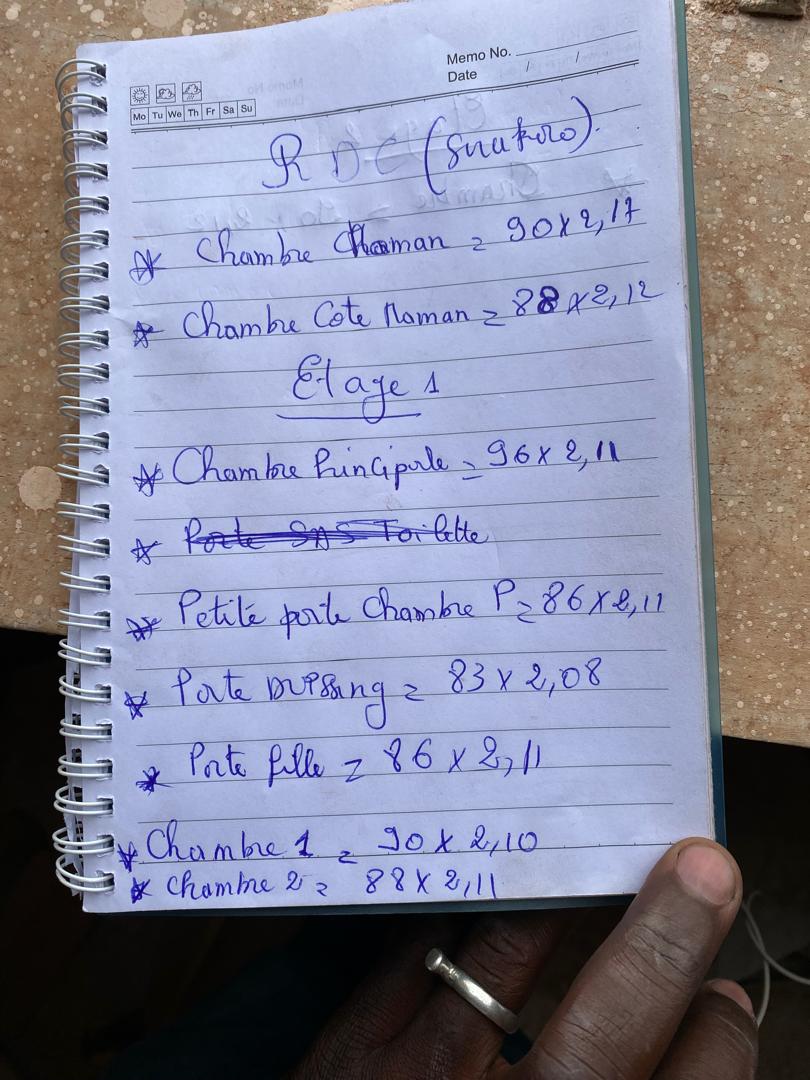 Memo No.
Date / /
Mo Tu We Th Fr Sa Su
RDC (
Chambre Maman = 90 x 2,17
Chambre Cote Maman = 88 x 2,12
Etage 1
Chambre Principale = 96 x 2,11
Porte SAS Toilette
Petite porte Chambre P = 86 x 2,11
Porte Dressing = 83 x 2,08
Porte fille = 86 x 2,11
Chambre 1 = 90 x 2,10
Chambre 2 = 88 x 2,11